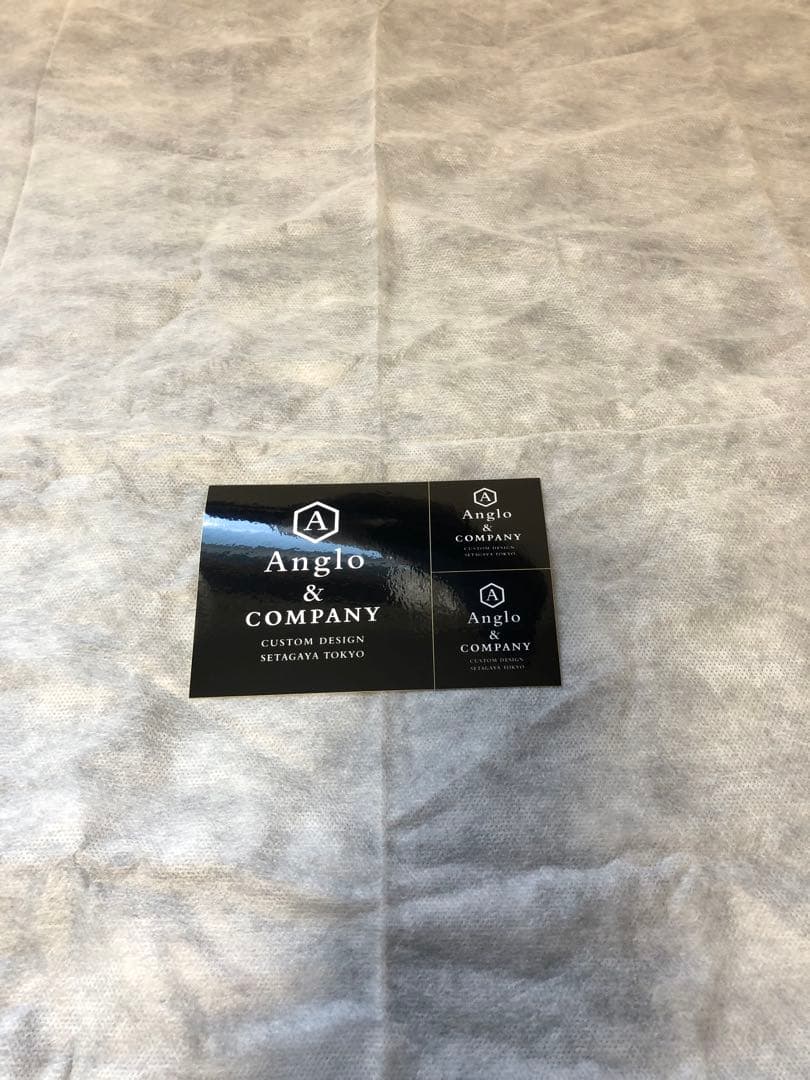 A
Anglo
&
COMPANY
CUSTOM DESIGN
SETAGAYA TOKYO
A
Anglo
&
COMPANY
CUSTOM DESIGN
SETAGAYA TOKYO
A
Anglo
&
COMPANY
CUSTOM DESIGN
SETAGAYA TOKYO